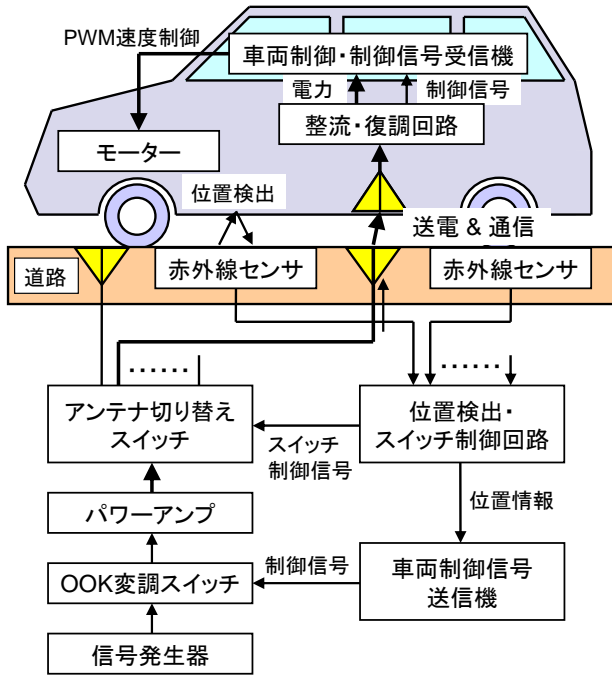 PWM速度制御
車両制御・制御信号受信機
電力
制御信号
整流・復調回路
モーター
位置検出
送電 & 通信
道路
赤外線センサ
赤外線センサ
......
......
アンテナ切り替え
スイッチ
位置検出・
スイッチ制御回路
スイッチ
制御信号
位置情報
パワーアンプ
制御信号
OOK変調スイッチ
車両制御信号
送信機
信号発生器